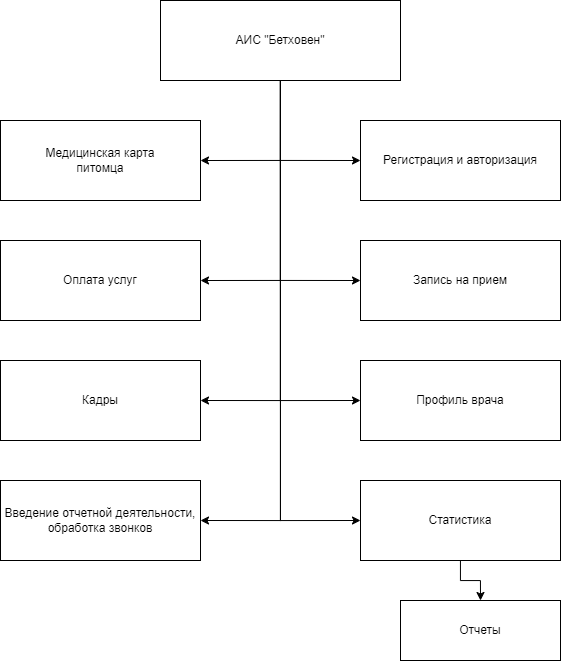 АИС "Бетховен"
Медицинская карта
питомца
Регистрация и авторизация
Оплата услуг
Запись на прием
Кадры
Профиль врача
Введение отчетной деятельности,
обработка звонков
Статистика
Отчеты